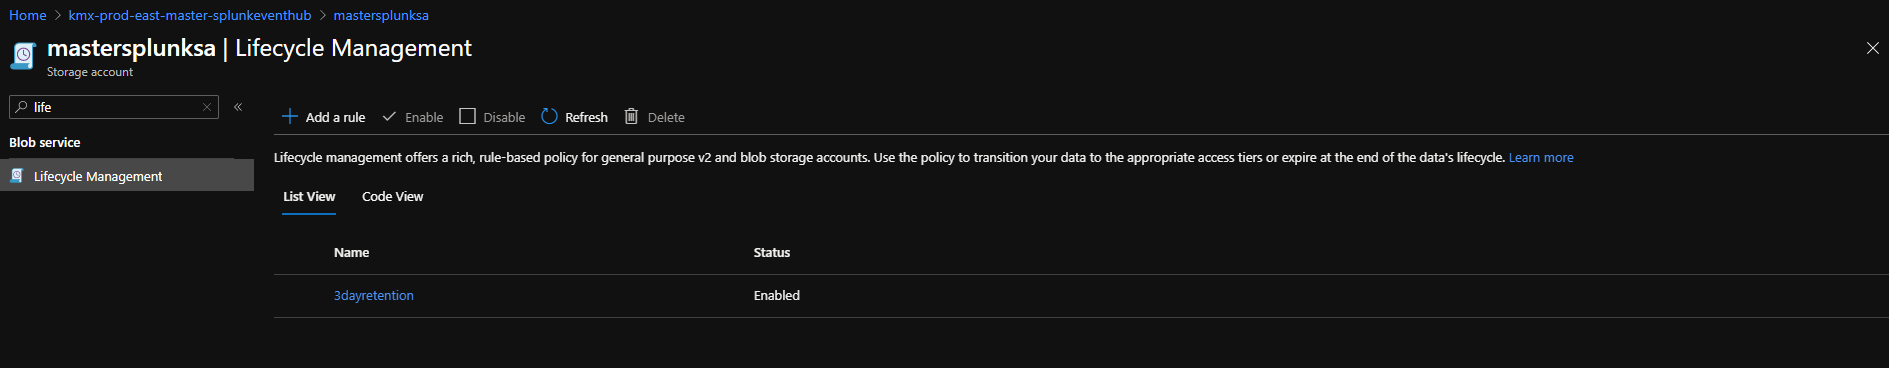 Home > kmx-prod-east-master-splunkeventhub > mastersplunksa
mastersplunksa | Lifecycle Management
Storage account
life
Add a rule Enable Disable Refresh Delete
Blob service
Lifecycle Management
Lifecycle management offers a rich, rule-based policy for general purpose v2 and blob storage accounts. Use the policy to transition your data to the appropriate access tiers or expire at the end of the data's lifecycle. Learn more
List View Code View
Name Status
3dayretention Enabled